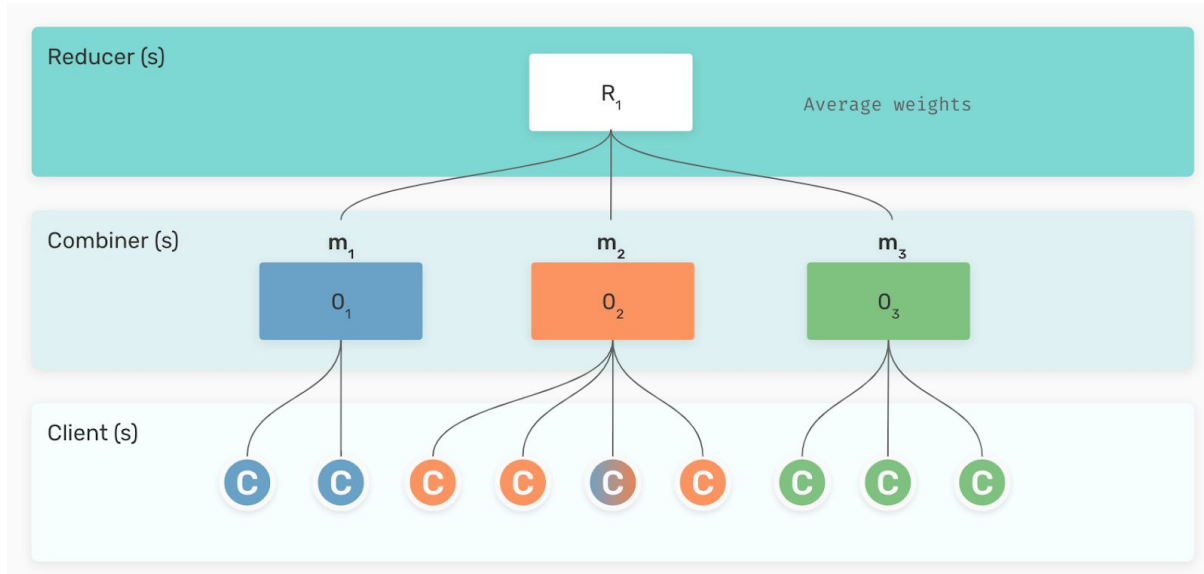 Reducer (s)
R₁
Average weights
Combiner (s)
m₁
m₂
m₃
O₁
O₂
O₃
Client (s)
C
C
C
C
C
C
C
C
C